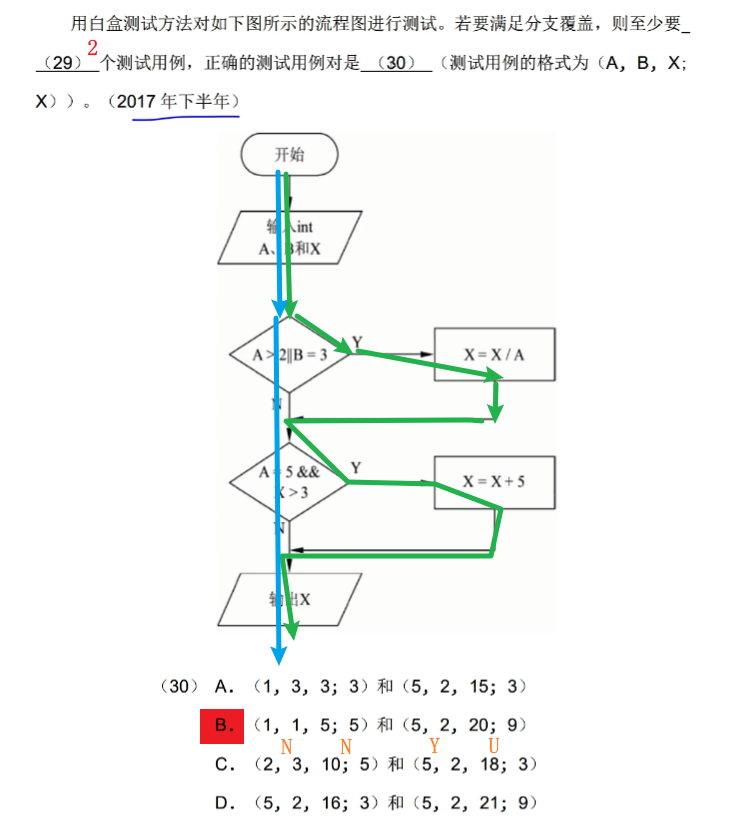 用白盒测试方法对如下图所示的流程图进行测试。若要满足分支覆盖，则至少要_
（29）2个测试用例，正确的测试用例对是（30）（测试用例的格式为（A，B，X；
X））。（2017 年下半年）
开始
输入int
A、B和X
A>2||B=3
Y
X=X/A
N
A=5&&
X>3
Y
X=X+5
N
输出X
（30） A．（1，3，3；3）和（5，2，15；3）
B．（1，1，5；5）和（5，2，20；9）
N N Y U
C．（2，3，10；5）和（5，2，18；3）
D．（5，2，16；3）和（5，2，21；9）